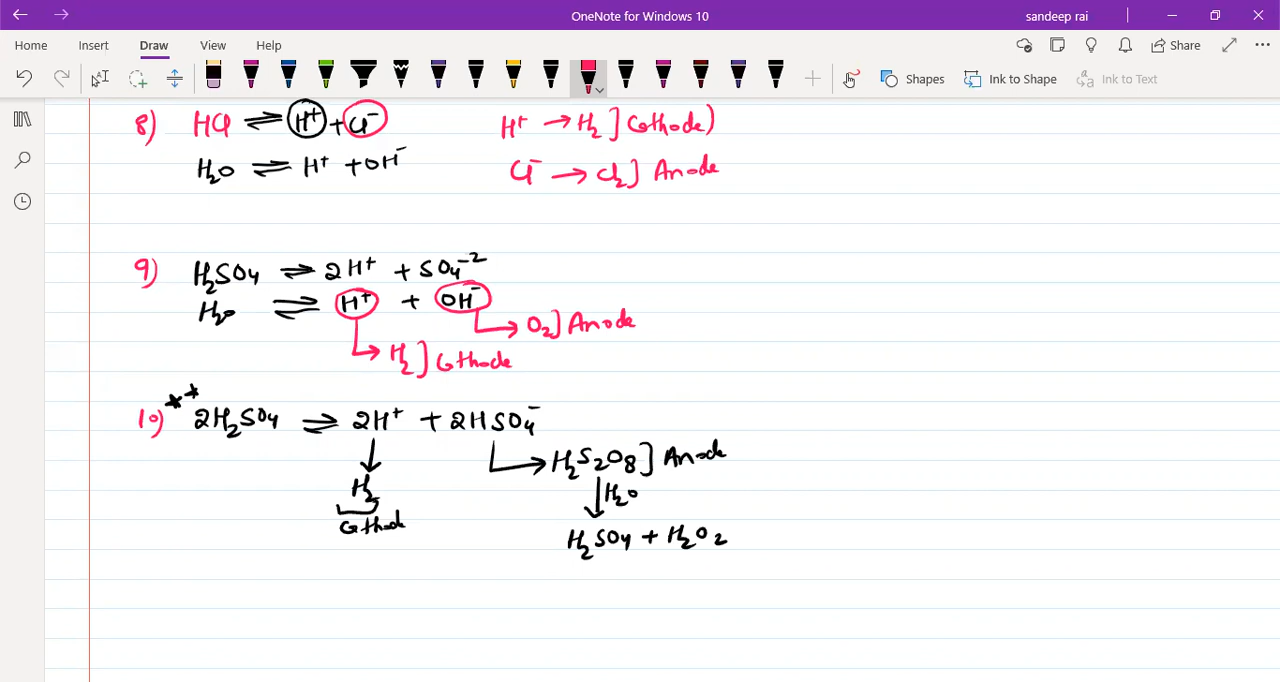 OneNote for Windows 10
sandeep rai
Home Insert Draw View Help
Share
Shapes Ink to Shape Ink to Text
8) HCl ⇌ H⁺ + Cl⁻ H⁺ → H₂ ] Cathode)
H₂O ⇌ H⁺ + OH⁻ Cl⁻ → Cl₂ ] Anode
9) H₂SO₄ ⇌ 2H⁺ + SO₄⁻²
H₂O ⇌ H⁺ + OH⁻
→ O₂ ] Anode
→ H₂ ] Cathode
10) ** 2H₂SO₄ ⇌ 2H⁺ + 2HSO₄⁻
→ H₂S₂O₈ ] Anode
H₂ ↓ H₂O
Cathode
H₂SO₄ + H₂O₂